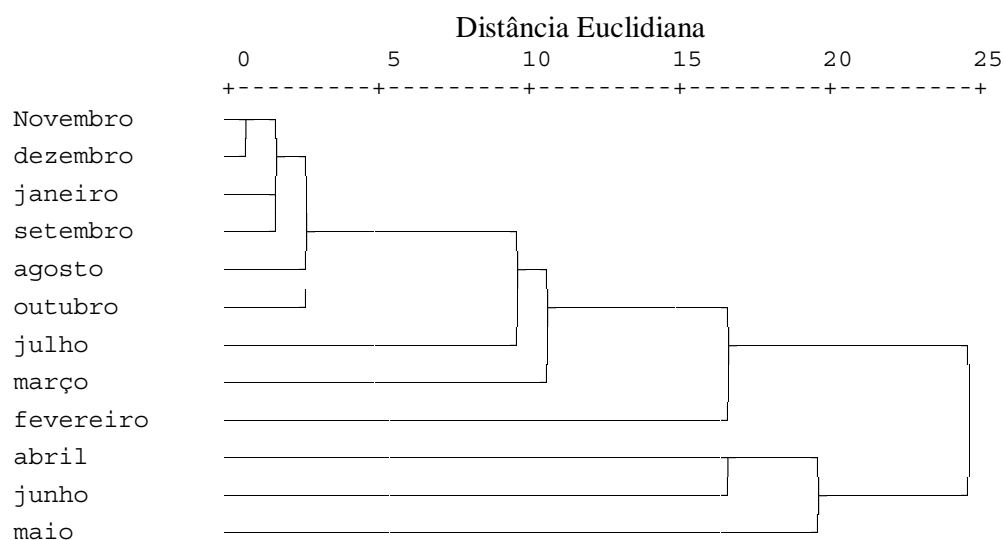 Distância Euclidiana
0 5 10 15 20 25
+---------+---------+---------+---------+---------+
Novembro
dezembro
janeiro
setembro
agosto
outubro
julho
março
fevereiro
abril
junho
maio